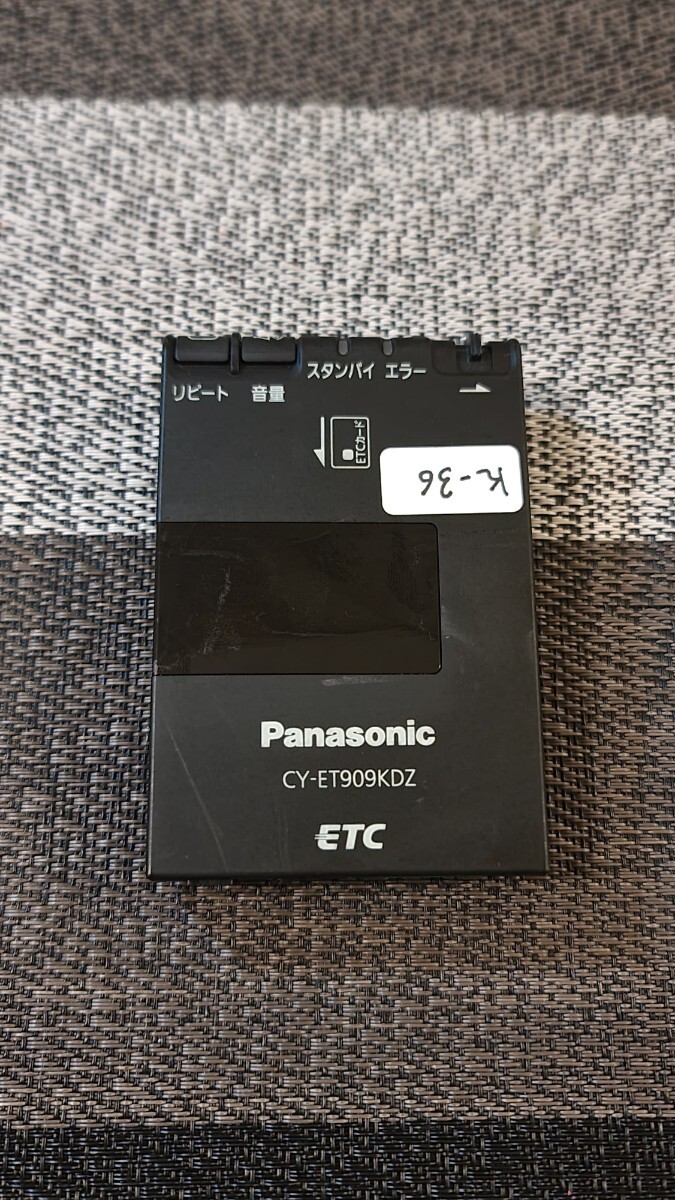 スタンバイ エラー
リピート 音量
ETCカード
K-36
Panasonic
CY-ET909KDZ
ETC